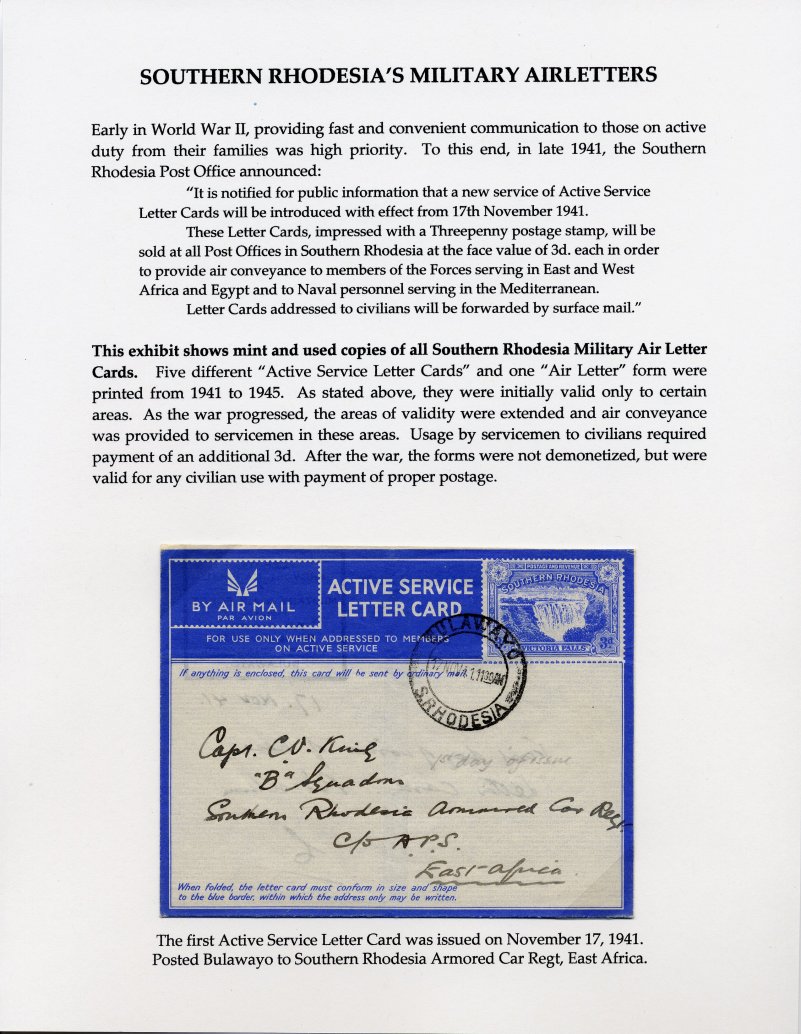 SOUTHERN RHODESIA'S MILITARY AIRLETTERS
Early in World War II, providing fast and convenient communication to those on active
duty from their families was high priority. To this end, in late 1941, the Southern
Rhodesia Post Office announced:
"It is notified for public information that a new service of Active Service
Letter Cards will be introduced with effect from 17th November 1941.
These Letter Cards, impressed with a Threepenny postage stamp, will be
sold at all Post Offices in Southern Rhodesia at the face value of 3d. each in order
to provide air conveyance to members of the Forces serving in East and West
Africa and Egypt and to Naval personnel serving in the Mediterranean.
Letter Cards addressed to civilians will be forwarded by surface mail."
This exhibit shows mint and used copies of all Southern Rhodesia Military Air Letter
Cards. Five different "Active Service Letter Cards" and one "Air Letter" form were
printed from 1941 to 1945. As stated above, they were initially valid only to certain
areas. As the war progressed, the areas of validity were extended and air conveyance
was provided to servicemen in these areas. Usage by servicemen to civilians required
payment of an additional 3d. After the war, the forms were not demonetized, but were
valid for any civilian use with payment of proper postage.
BY AIR MAIL
PAR AVION
ACTIVE SERVICE
LETTER CARD
POSTAGE AND REVENUE
SOUTHERN RHODESIA
VICTORIA FALLS
3d
FOR USE ONLY WHEN ADDRESSED TO MEMBERS
ON ACTIVE SERVICE
BULAWAYO
17 NOV 41 1130AM
S. RHODESIA
If anything is enclosed, this card will be sent by ordinary mail.
17. Nov 41
Capt. C.V. King
"B" Squadron
Southern Rhodesia Armoured Car Regt.
c/o A.P.S.
East Africa.
When folded, the letter card must conform in size and shape
to the blue border, within which the address only may be written.
The first Active Service Letter Card was issued on November 17, 1941.
Posted Bulawayo to Southern Rhodesia Armored Car Regt, East Africa.